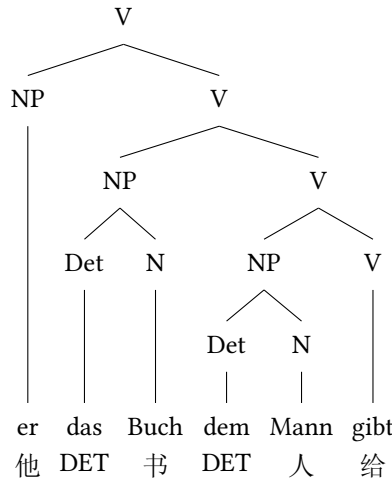 V
NP V
NP V
Det N NP V
Det N
er das Buch dem Mann gibt
他 DET 书 DET 人 给